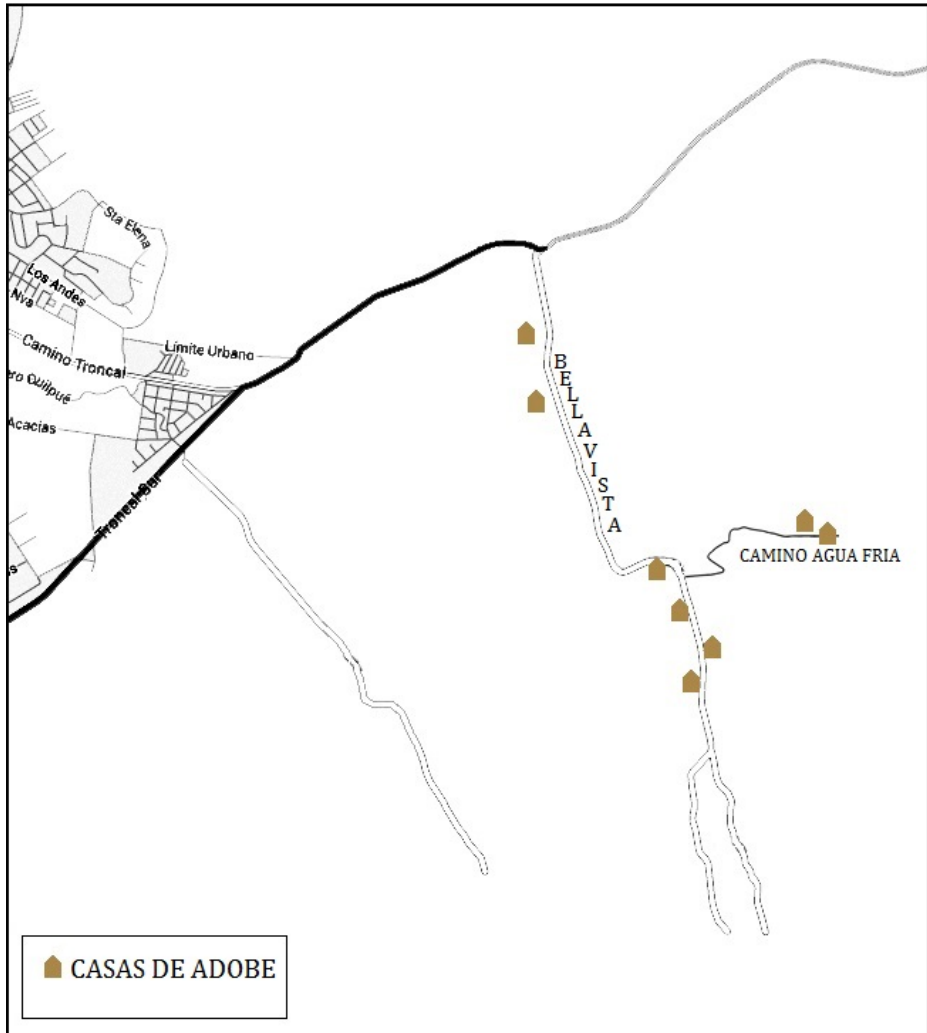 Sta Elena
Los Andes
Nva
Camino Troncal
Límite Urbano
ero Quilpué
Acacias
Troncal Sur
BELLAVISTA
CAMINO AGUA FRIA
CASAS DE ADOBE